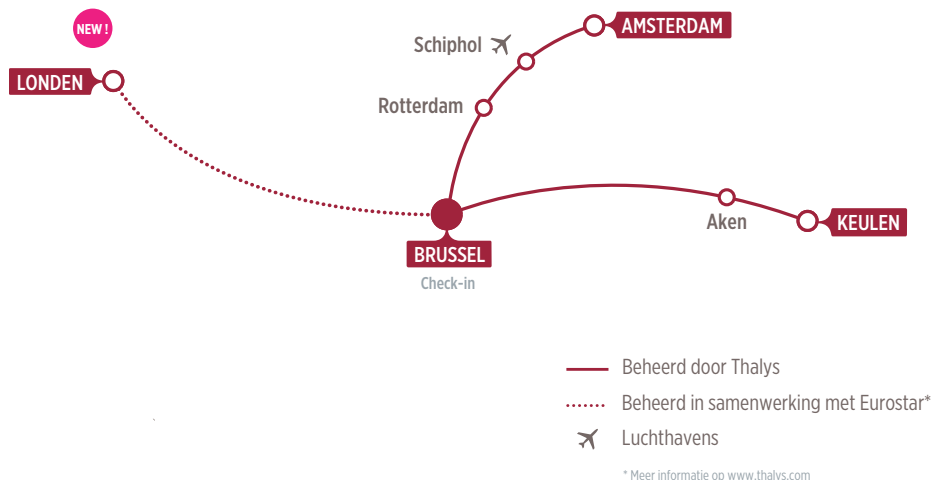 NEW !
AMSTERDAM
Schiphol
LONDEN
Rotterdam
Aken
KEULEN
BRUSSEL
Check-in
Beheerd door Thalys
Beheerd in samenwerking met Eurostar*
Luchthavens
* Meer informatie op www.thalys.com